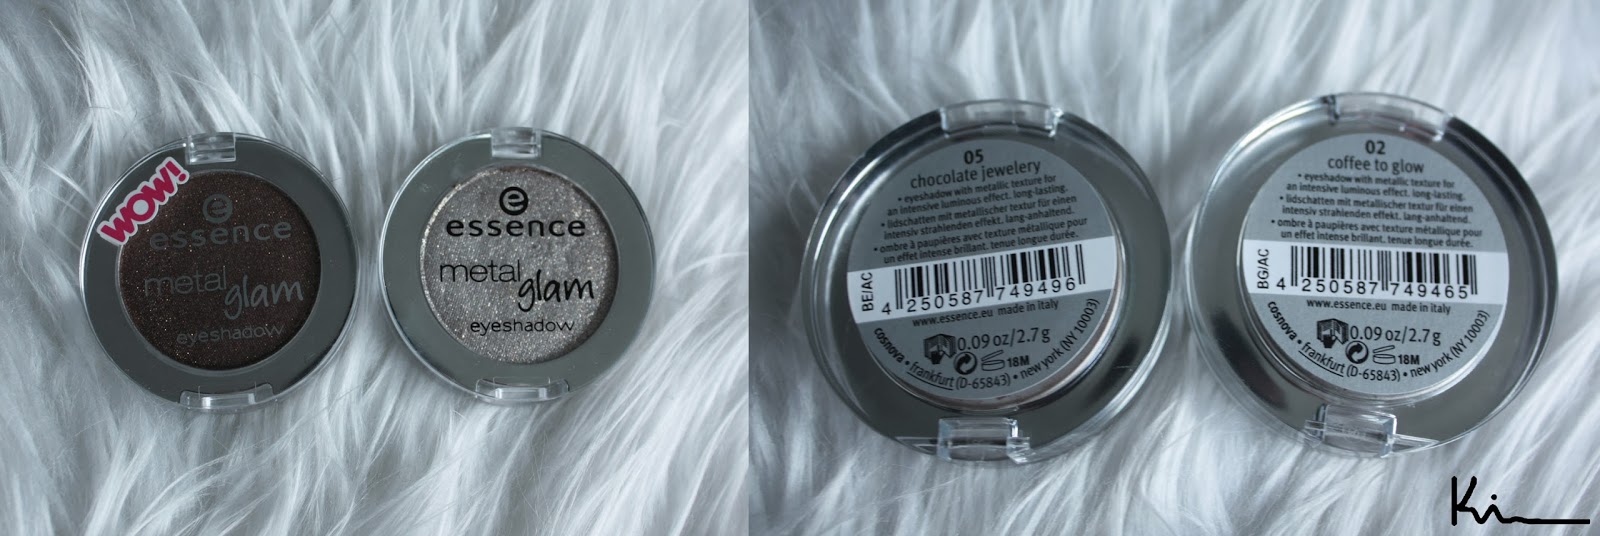 WOW!
e
essence
metal
glam
eyeshadow
e
essence
metal
glam
eyeshadow
05
chocolate jewelery
• eyeshadow with metallic texture for
an intensive luminous effect. long-lasting.
• lidschatten mit metallischer textur für einen
intensiv strahlenden effekt. lang-anhaltend.
• ombre à paupières avec texture métallique pour
un effet intense brillant. tenue longue durée.
BE/AC
4 250587 749496
www.essence.eu made in italy
0.09 oz/2.7 g
18M
cosnova • frankfurt (D-65843) • new york (NY 10003)
02
coffee to glow
• eyeshadow with metallic texture for
an intensive luminous effect. long-lasting.
• lidschatten mit metallischer textur für einen
intensiv strahlenden effekt. lang-anhaltend.
• ombre à paupières avec texture métallique pour
un effet intense brillant. tenue longue durée.
BG/AC
4 250587 749465
www.essence.eu made in italy
0.09 oz/2.7 g
18M
cosnova • frankfurt (D-65843) • new york (NY 10003)